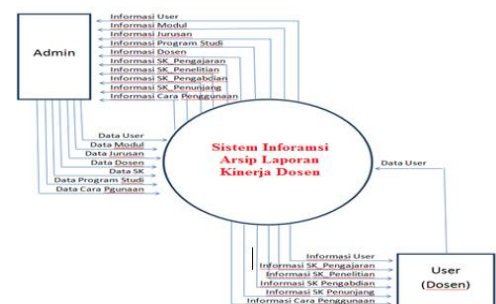 Informasi User
Informasi Modul
Informasi Jurusan
Informasi Program Studi
Informasi Dosen
Informasi SK_Pengajaran
Informasi SK_Penelitian
Informasi SK_Pengabdian
Informasi SK_Penunjang
Informasi Cara Penggunaan
Admin
Data User
Data Modul
Data Jurusan
Data Dosen
Data SK
Data Program Studi
Data Cara Pgunaan
Sistem Inforamsi
Arsip Laporan
Kinerja Dosen
Data User
Informasi User
Informasi SK_Pengajaran
Informasi SK_Penelitian
Informasi SK Pengabdian
Informasi SK Penunjang
Informasi Cara Penggunaan
User
(Dosen)